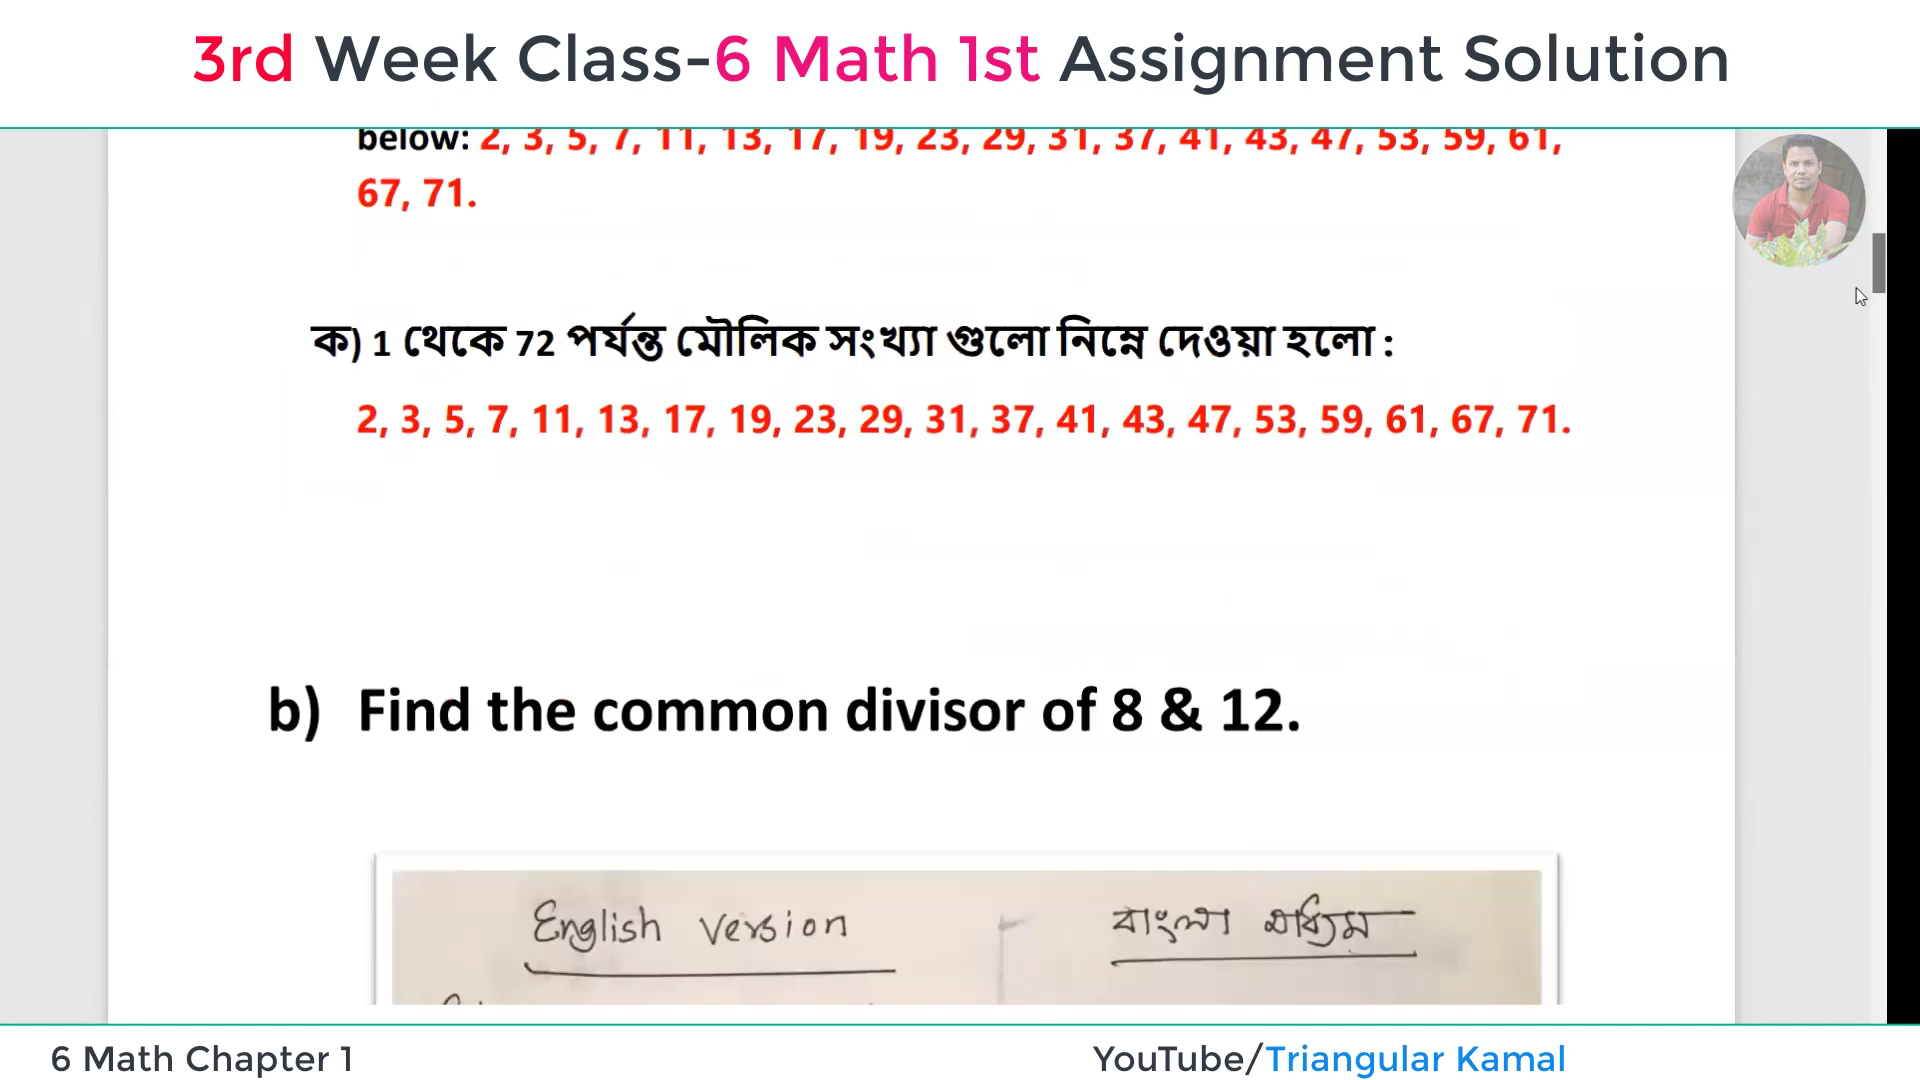 3rd Week Class-6 Math 1st Assignment Solution
below: 2, 3, 5, 7, 11, 13, 17, 19, 23, 29, 31, 37, 41, 43, 47, 53, 59, 61,
67, 71.
ক) 1 থেকে 72 পর্যন্ত মৌলিক সংখ্যা গুলো নিম্নে দেওয়া হলো :
2, 3, 5, 7, 11, 13, 17, 19, 23, 29, 31, 37, 41, 43, 47, 53, 59, 61, 67, 71.
b) Find the common divisor of 8 & 12.
English version
বাংলা মাধ্যম
6 Math Chapter 1
YouTube/Triangular Kamal